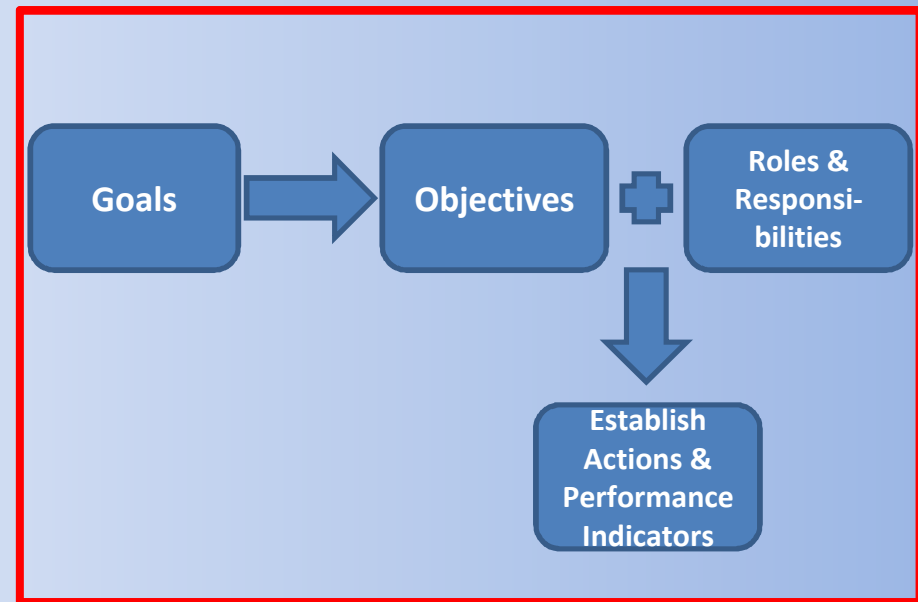 Goals
Objectives
Roles &
Responsi-
bilities
Establish
Actions &
Performance
Indicators